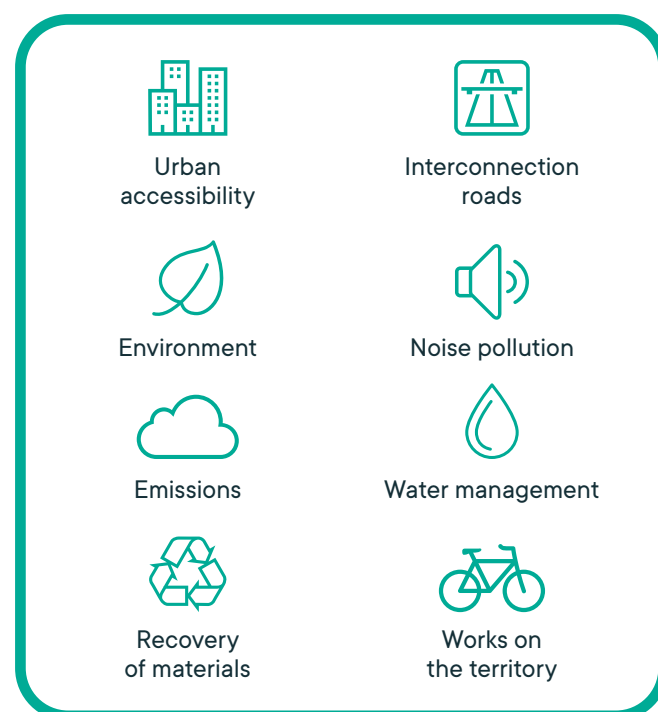 Urban
accessibility
Interconnection
roads
Environment
Noise pollution
Emissions
Water management
Recovery
of materials
Works on
the territory